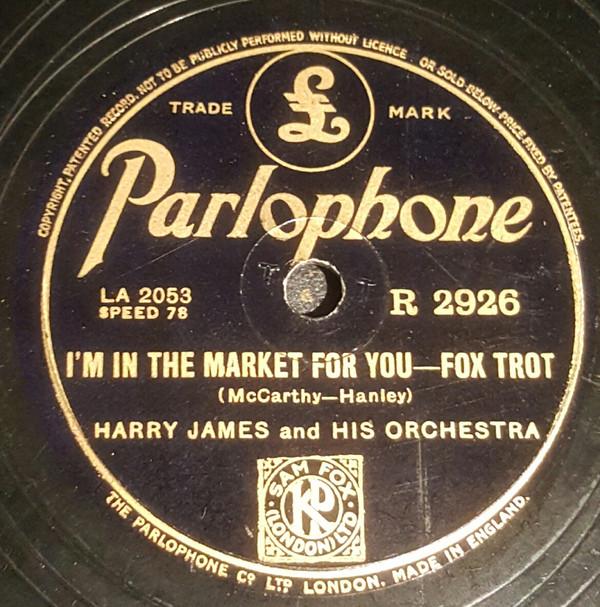 COPYRIGHT, PATENTED RECORD, NOT TO BE PUBLICLY PERFORMED WITHOUT LICENCE . OR SOLD BELOW PRICE FIXED BY PATENTEES.
TRADE £ MARK
Parlophone
LA 2053
SPEED 78
R 2926
I'M IN THE MARKET FOR YOU—FOX TROT
(McCarthy—Hanley)
HARRY JAMES and HIS ORCHESTRA
SAM FOX
(LONDON) LTD
THE PARLOPHONE Co LTD LONDON. MADE IN ENGLAND.